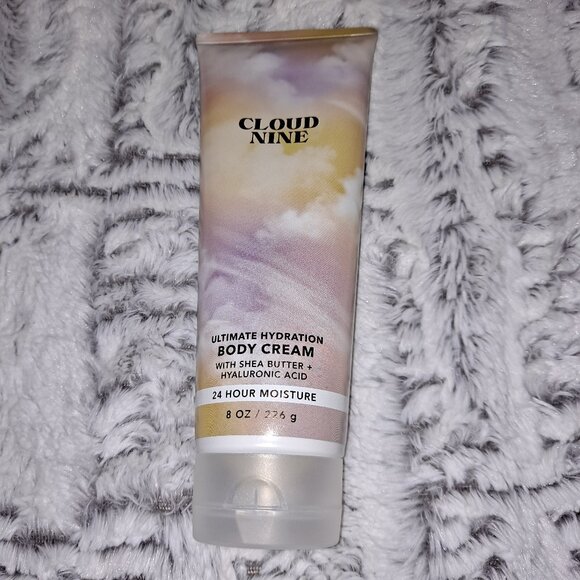 CLOUD
NINE
ULTIMATE HYDRATION
BODY CREAM
WITH SHEA BUTTER +
HYALURONIC ACID
24 HOUR MOISTURE
8 OZ / 226 g